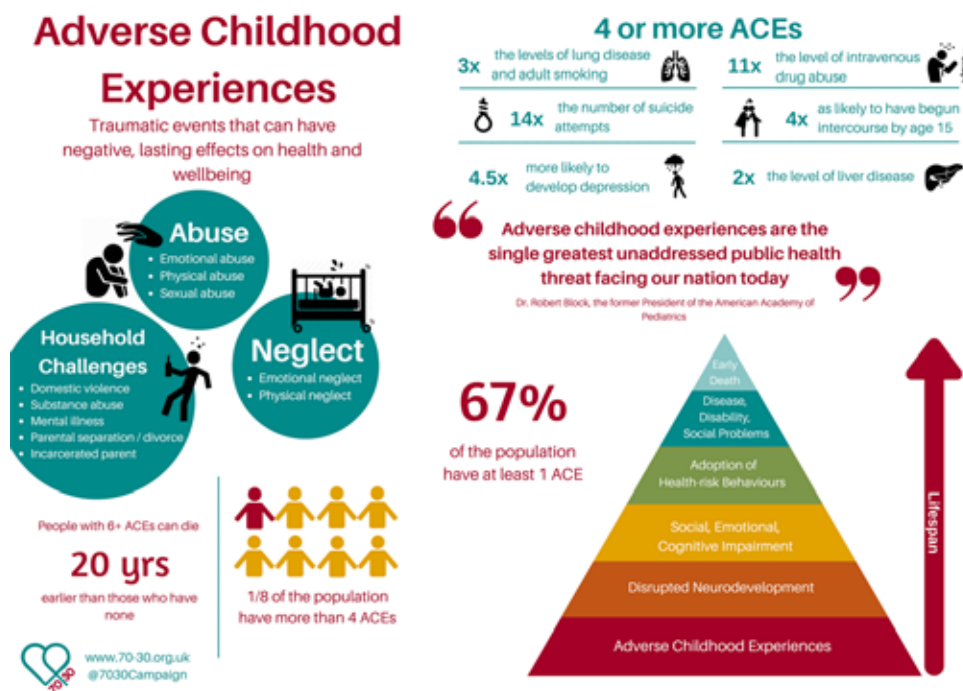 Adverse Childhood
Experiences
Traumatic events that can have
negative, lasting effects on health and
wellbeing
Abuse
• Emotional abuse
• Physical abuse
• Sexual abuse
Household
Challenges
• Domestic violence
• Substance abuse
• Mental illness
• Parental separation / divorce
• Incarcerated parent
Neglect
• Emotional neglect
• Physical neglect
People with 6+ ACEs can die
20 yrs
earlier than those who have
none
1/8 of the population
have more than 4 ACEs
70/30
www.70-30.org.uk
@7030Campaign
4 or more ACEs
3x the levels of lung disease
and adult smoking
11x the level of intravenous
drug abuse
14x the number of suicide
attempts
4x as likely to have begun
intercourse by age 15
4.5x more likely to
develop depression
2x the level of liver disease
“Adverse childhood experiences are the
single greatest unaddressed public health
threat facing our nation today”
Dr. Robert Block, the former President of the American Academy of
Pediatrics
67%
of the population
have at least 1 ACE
Early
Death
Disease,
Disability,
Social Problems
Adoption of
Health-risk Behaviours
Social, Emotional,
Cognitive Impairment
Disrupted Neurodevelopment
Adverse Childhood Experiences
Lifespan